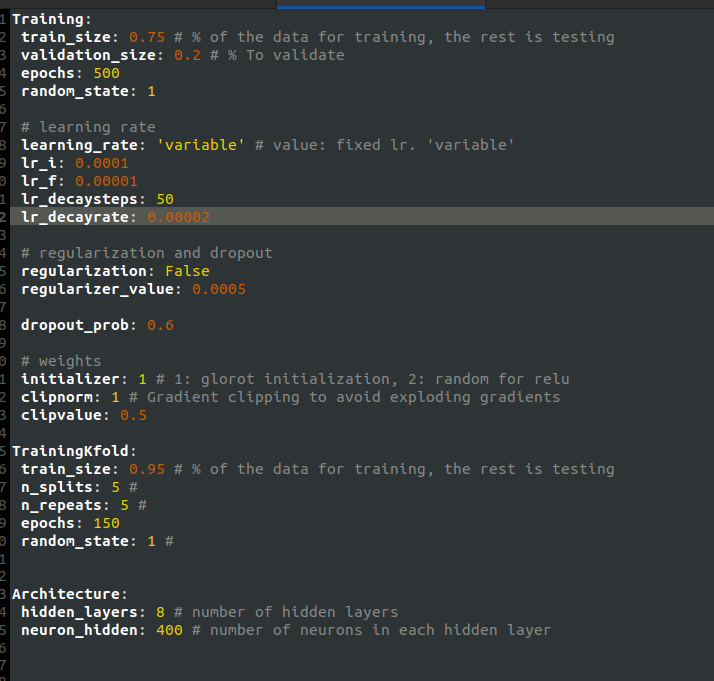 1 Training:
2 train_size: 0.75 # % of the data for training, the rest is testing
3 validation_size: 0.2 # % To validate
4 epochs: 500
5 random_state: 1
7 # learning rate
8 learning_rate: 'variable' # value: fixed lr. 'variable'
9 lr_i: 0.0001
0 lr_f: 0.00001
1 lr_decaysteps: 50
2 lr_decayrate: 0.00002
3
4 # regularization and dropout
5 regularization: False
6 regularizer_value: 0.0005
7
8 dropout_prob: 0.6
9
0 # weights
1 initializer: 1 # 1: glorot initialization, 2: random for relu
2 clipnorm: 1 # Gradient clipping to avoid exploding gradients
3 clipvalue: 0.5
4
5 TrainingKfold:
6 train_size: 0.95 # % of the data for training, the rest is testing
7 n_splits: 5 #
8 n_repeats: 5 #
9 epochs: 150
0 random_state: 1 #
1
2
3 Architecture:
4 hidden_layers: 8 # number of hidden layers
5 neuron_hidden: 400 # number of neurons in each hidden layer
6
7